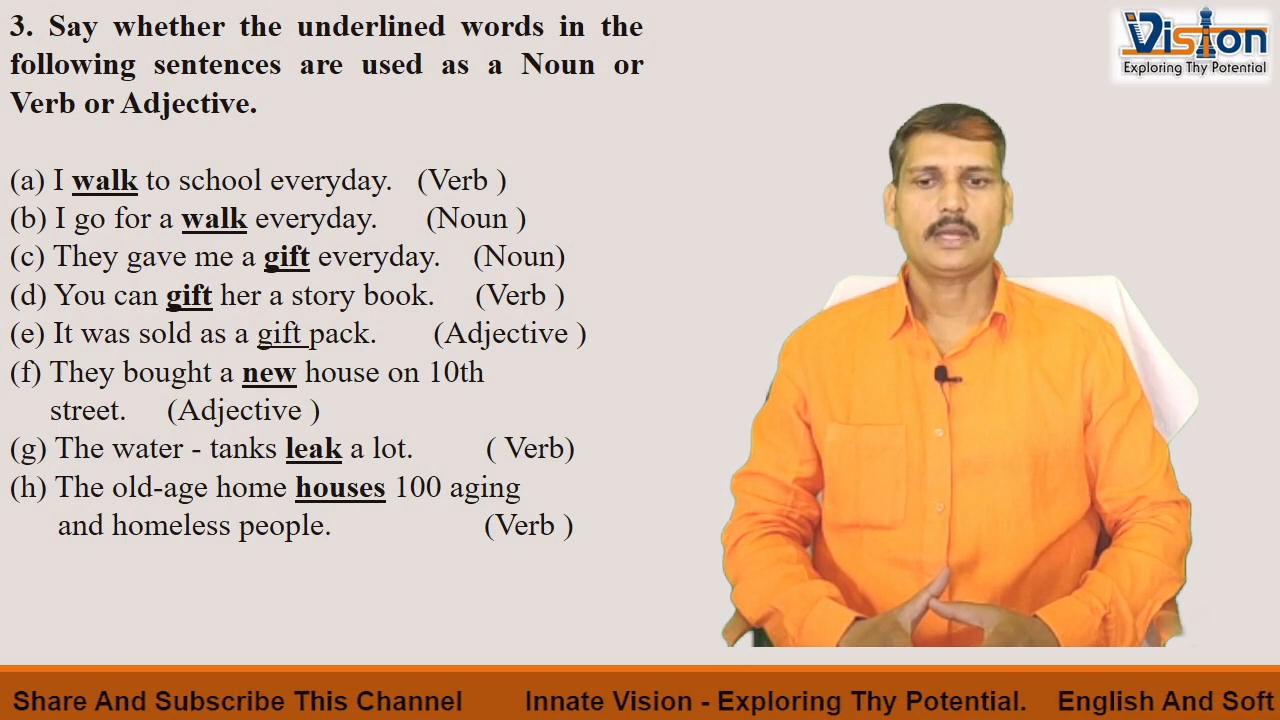 3. Say whether the underlined words in the
following sentences are used as a Noun or
Verb or Adjective.
(a) I walk to school everyday. (Verb )
(b) I go for a walk everyday. (Noun )
(c) They gave me a gift everyday. (Noun)
(d) You can gift her a story book. (Verb )
(e) It was sold as a gift pack. (Adjective )
(f) They bought a new house on 10th
street. (Adjective )
(g) The water - tanks leak a lot. ( Verb)
(h) The old-age home houses 100 aging
and homeless people. (Verb )
Vision
Exploring Thy Potential
Share And Subscribe This Channel Innate Vision - Exploring Thy Potential. English And Soft